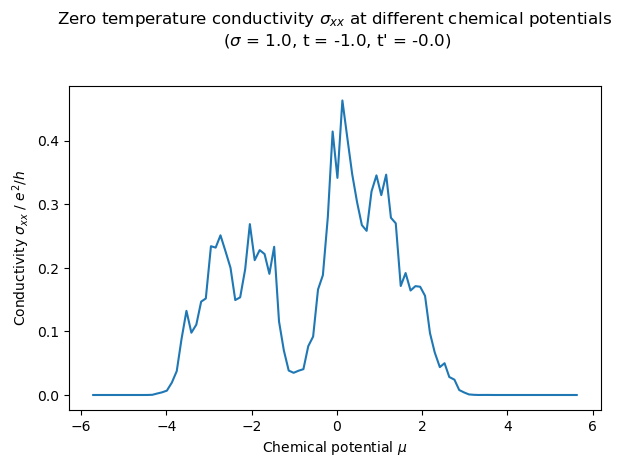 Zero temperature conductivity σxx at different chemical potentials
(σ = 1.0, t = -1.0, t' = -0.0)
Conductivity σxx / e²/h
0.4
0.3
0.2
0.1
0.0
−6 −4 −2 0 2 4 6
Chemical potential μ